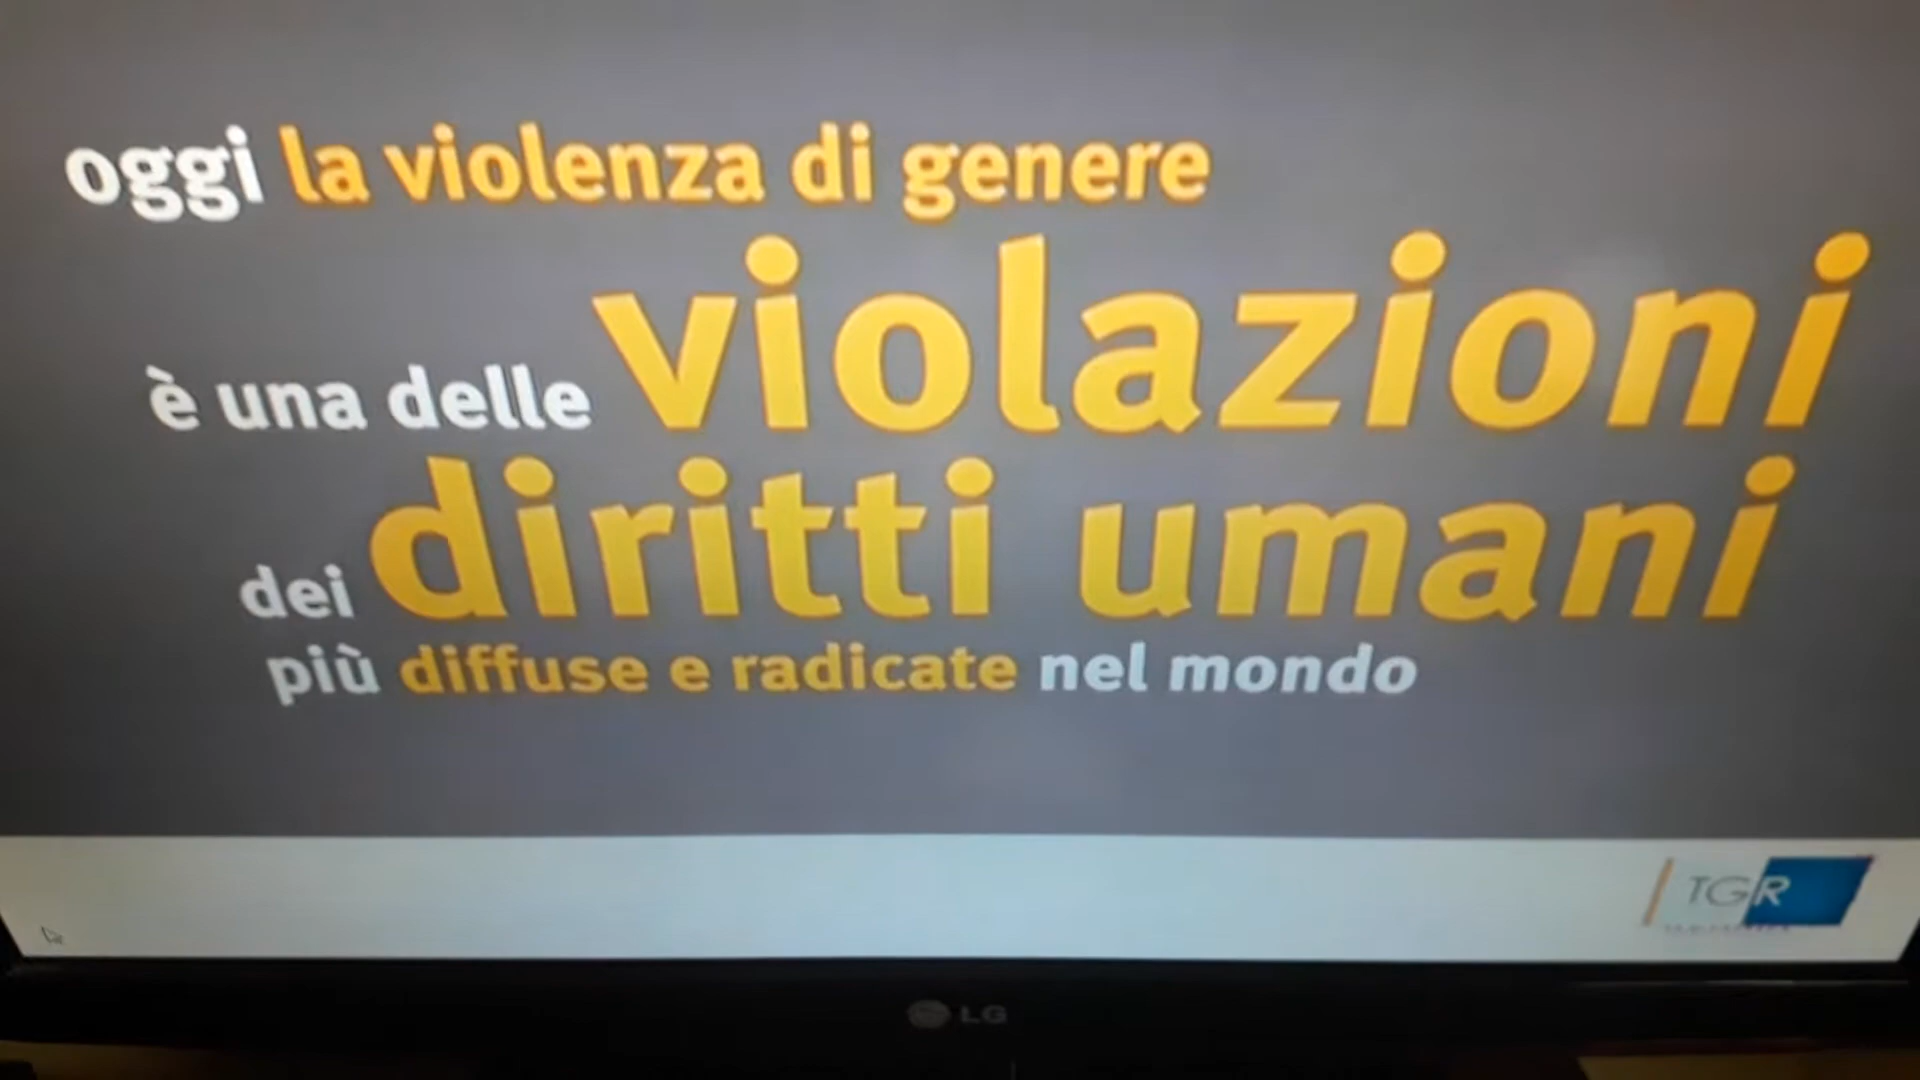 oggi la violenza di genere
è una delle violazioni
dei diritti umani
più diffuse e radicate nel mondo
TGR
LG